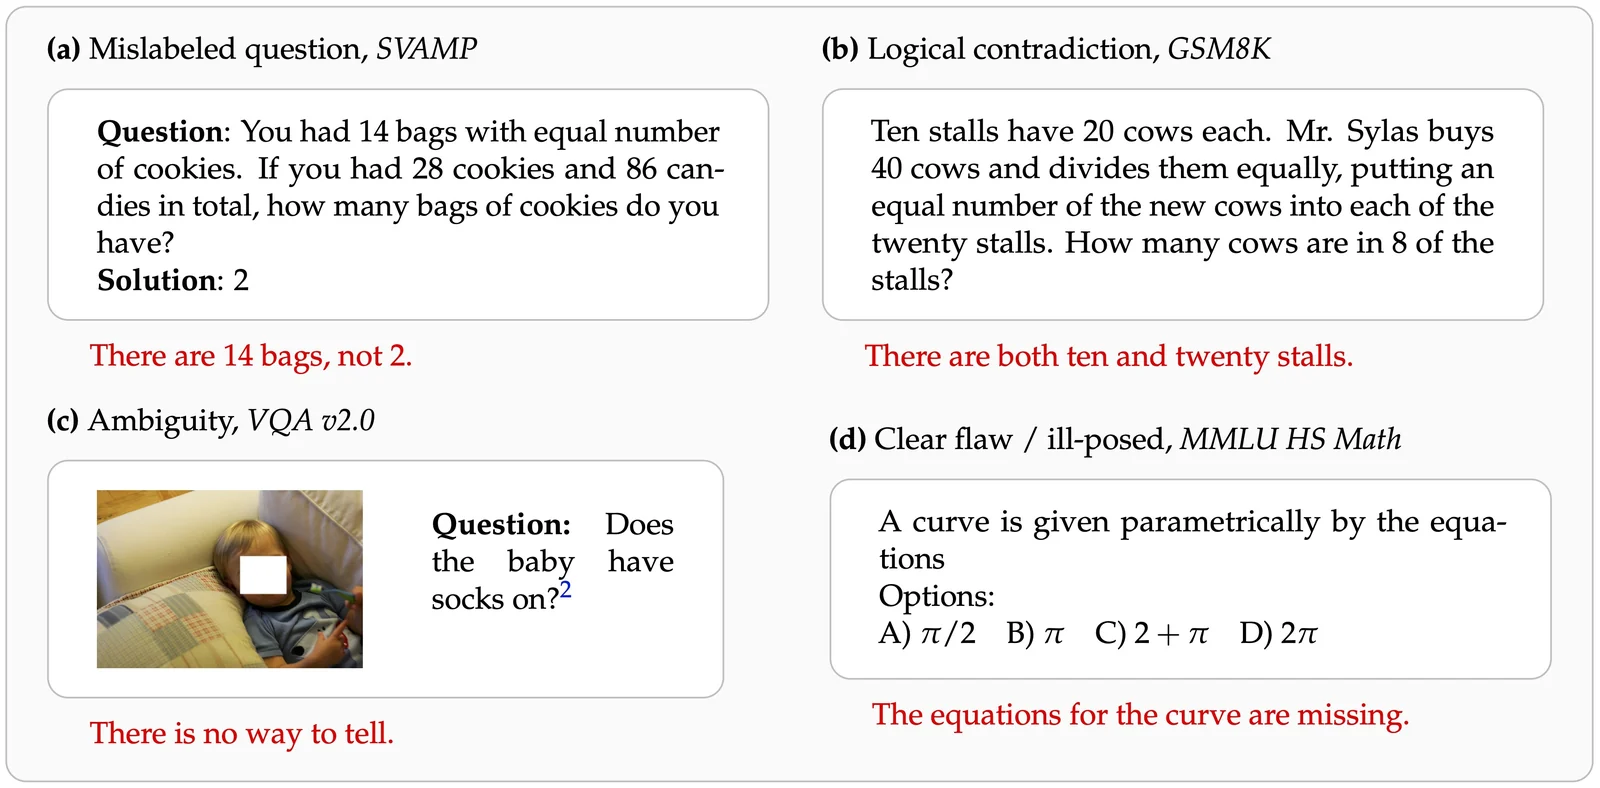 (a) Mislabeled question, SVAMP
Question: You had 14 bags with equal number
of cookies. If you had 28 cookies and 86 can-
dies in total, how many bags of cookies do you
have?
Solution: 2
There are 14 bags, not 2.
(b) Logical contradiction, GSM8K
Ten stalls have 20 cows each. Mr. Sylas buys
40 cows and divides them equally, putting an
equal number of the new cows into each of the
twenty stalls. How many cows are in 8 of the
stalls?
There are both ten and twenty stalls.
(c) Ambiguity, VQA v2.0
Question: Does
the baby have
socks on?2
There is no way to tell.
(d) Clear flaw / ill-posed, MMLU HS Math
A curve is given parametrically by the equa-
tions
Options:
A) π/2 B) π C) 2 + π D) 2π
The equations for the curve are missing.